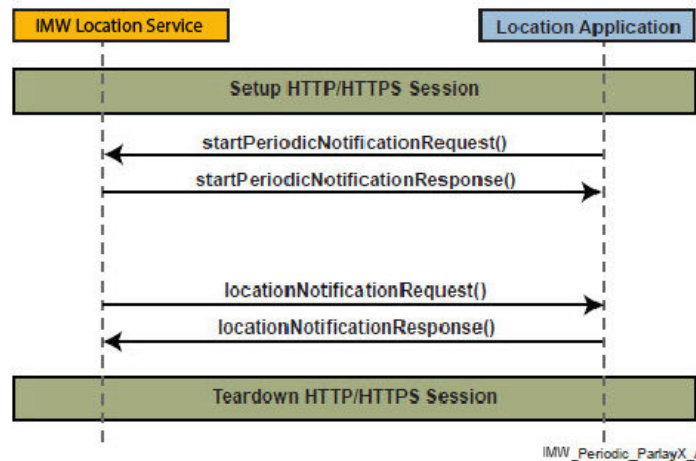 IMW Location Service
Location Application
Setup HTTP/HTTPS Session
startPeriodicNotificationRequest()
startPeriodicNotificationResponse()
locationNotificationRequest()
locationNotificationResponse()
Teardown HTTP/HTTPS Session
IMW_Periodic_ParlayX_